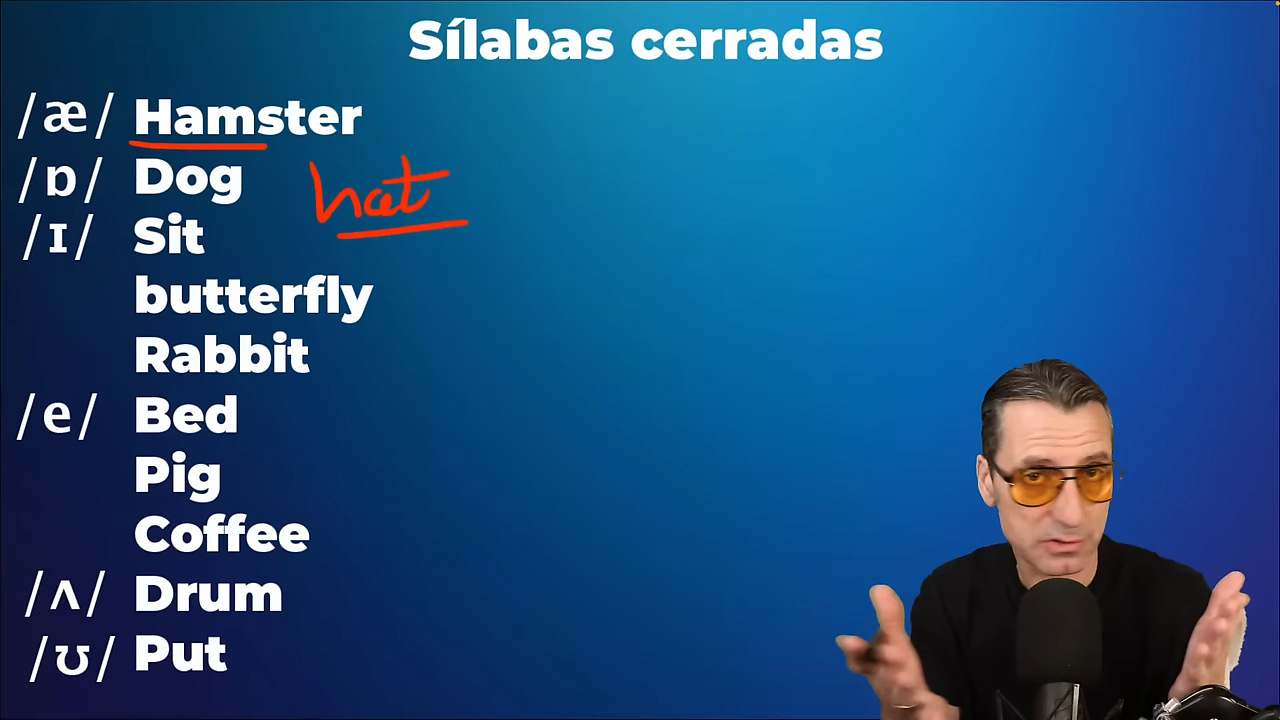 Sílabas cerradas
/æ/ Hamster
/ɒ/ Dog
hat
/ɪ/ Sit
butterfly
Rabbit
/e/ Bed
Pig
Coffee
/ʌ/ Drum
/ʊ/ Put